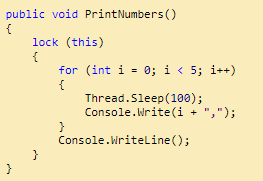 public void PrintNumbers()
{
    lock (this)
    {
        for (int i = 0; i < 5; i++)
        {
            Thread.Sleep(100);
            Console.Write(i + ",");
        }
        Console.WriteLine();
    }
}